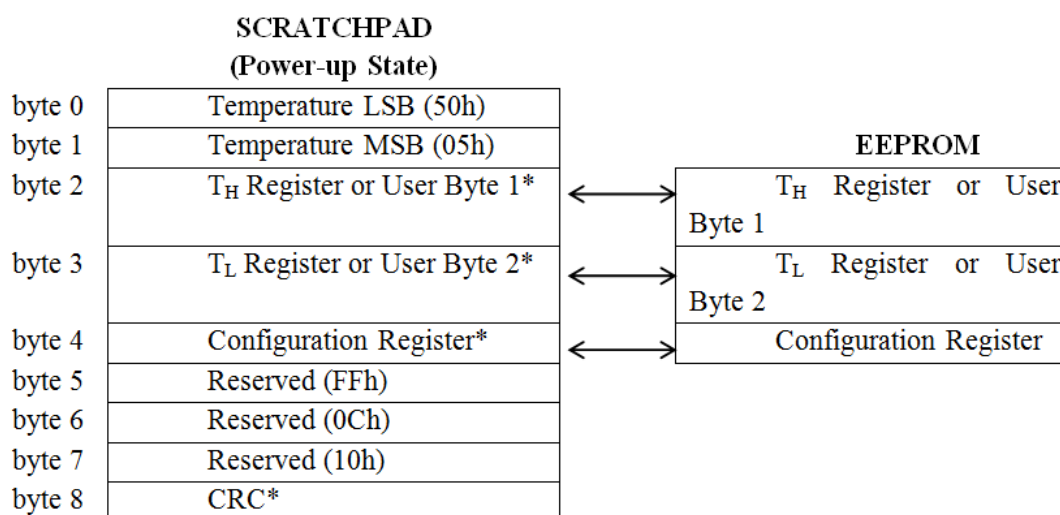 SCRATCHPAD
(Power-up State)
byte 0 Temperature LSB (50h)
byte 1 Temperature MSB (05h)
EEPROM
byte 2 TH Register or User Byte 1*
TH Register or User
Byte 1
byte 3 TL Register or User Byte 2*
TL Register or User
Byte 2
byte 4 Configuration Register*
Configuration Register
byte 5 Reserved (FFh)
byte 6 Reserved (0Ch)
byte 7 Reserved (10h)
byte 8 CRC*